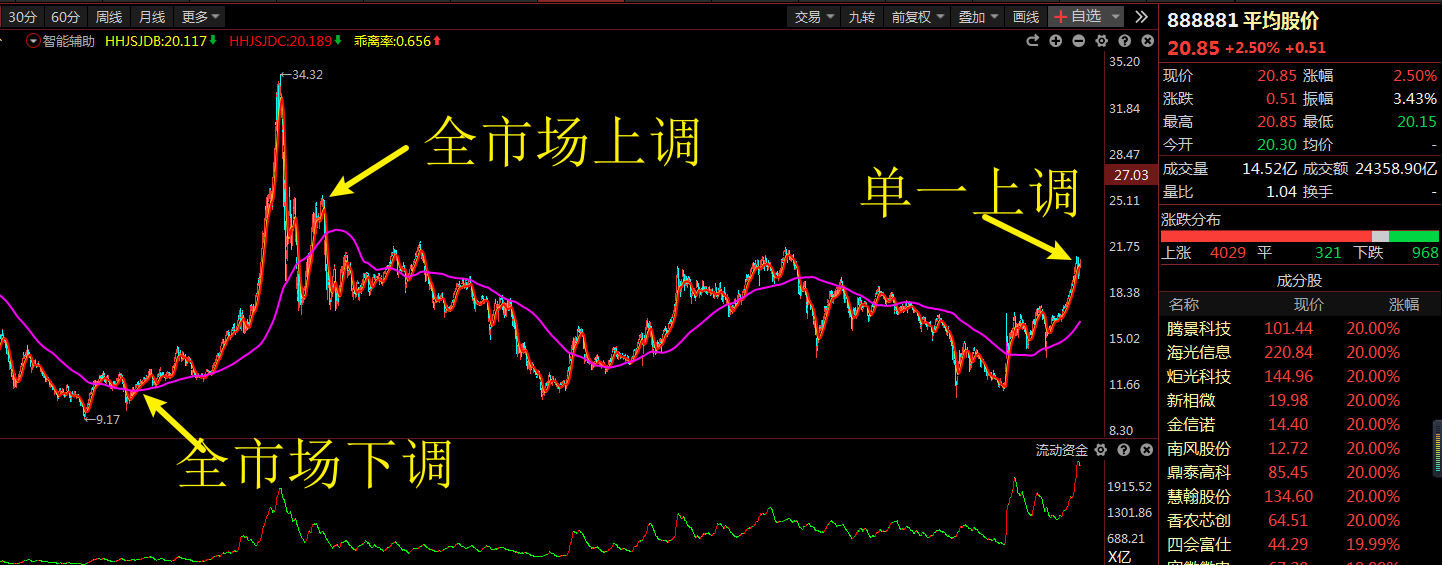 30分 60分 周线 月线 更多
交易 九转 前复权 叠加 画线 自选
智能辅助 HHJSJDB:20.117 HHJSJDC:20.189 乖离率:0.656
34.32
全市场上调
单一上调
9.17
全市场下调
35.20
31.84
28.47
27.03
25.11
21.75
18.38
15.02
11.66
8.30
流动资金
1915.52
1301.86
688.21
X亿
888881 平均股价
20.85 +2.50% +0.51
现价 20.85 涨幅 2.50%
涨跌 0.51 振幅 3.43%
最高 20.85 最低 20.15
今开 20.30 均价 -
成交量 14.52亿 成交额 24358.90亿
量比 1.04 换手 -
涨跌分布
上涨 4029 平 321 下跌 968
成分股
名称 现价 涨幅
腾景科技 101.44 20.00%
海光信息 220.84 20.00%
炬光科技 144.96 20.00%
新相微 19.98 20.00%
金信诺 14.40 20.00%
南风股份 12.72 20.00%
鼎泰高科 85.45 20.00%
慧翰股份 134.60 20.00%
香农芯创 64.51 20.00%
四会富仕 44.29 19.99%